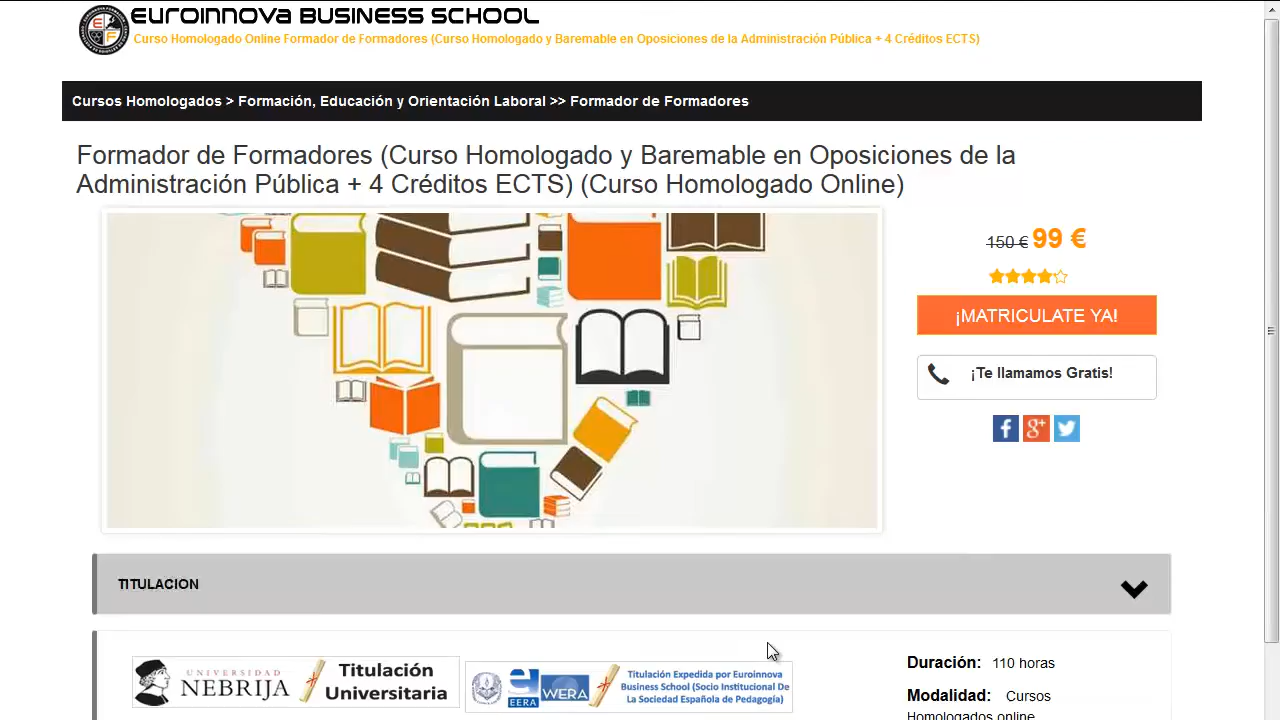 EUROINNOVA BUSINESS SCHOOL
Curso Homologado Online Formador de Formadores (Curso Homologado y Baremable en Oposiciones de la Administración Pública + 4 Créditos ECTS)
Cursos Homologados > Formación, Educación y Orientación Laboral >> Formador de Formadores
Formador de Formadores (Curso Homologado y Baremable en Oposiciones de la
Administración Pública + 4 Créditos ECTS) (Curso Homologado Online)
150 € 99 €
¡MATRICULATE YA!
¡Te llamamos Gratis!
TITULACION
UNIVERSIDAD
NEBRIJA
Titulación
Universitaria
EERA
WERA
Titulación Expedida por Euroinnova
Business School (Socio Institucional De
La Sociedad Española de Pedagogía)
Duración: 110 horas
Modalidad: Cursos
Homologados online